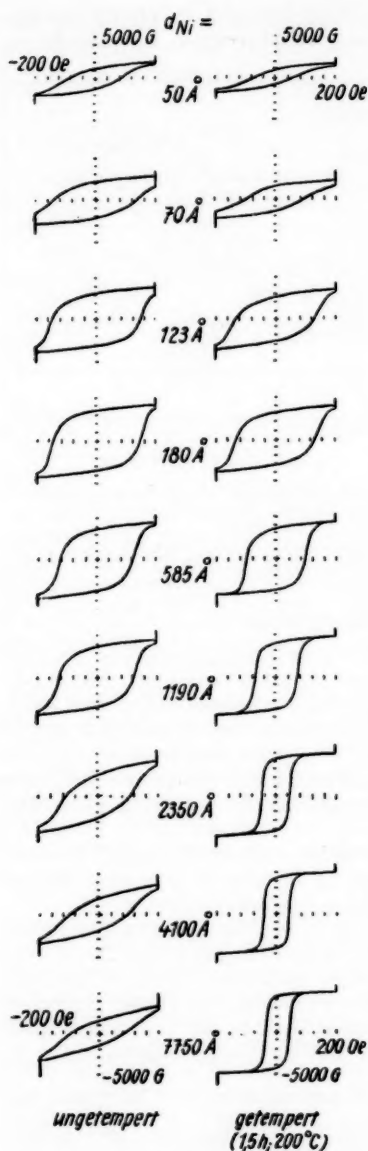 d_Ni =
5000 G 5000 G
-200 Oe 50 Å 200 Oe
70 Å
123 Å
180 Å
585 Å
1190 Å
2350 Å
4100 Å
-200 Oe 7750 Å 200 Oe
-5000 G -5000 G
ungetempert getempert
(1,5 h; 200°C)